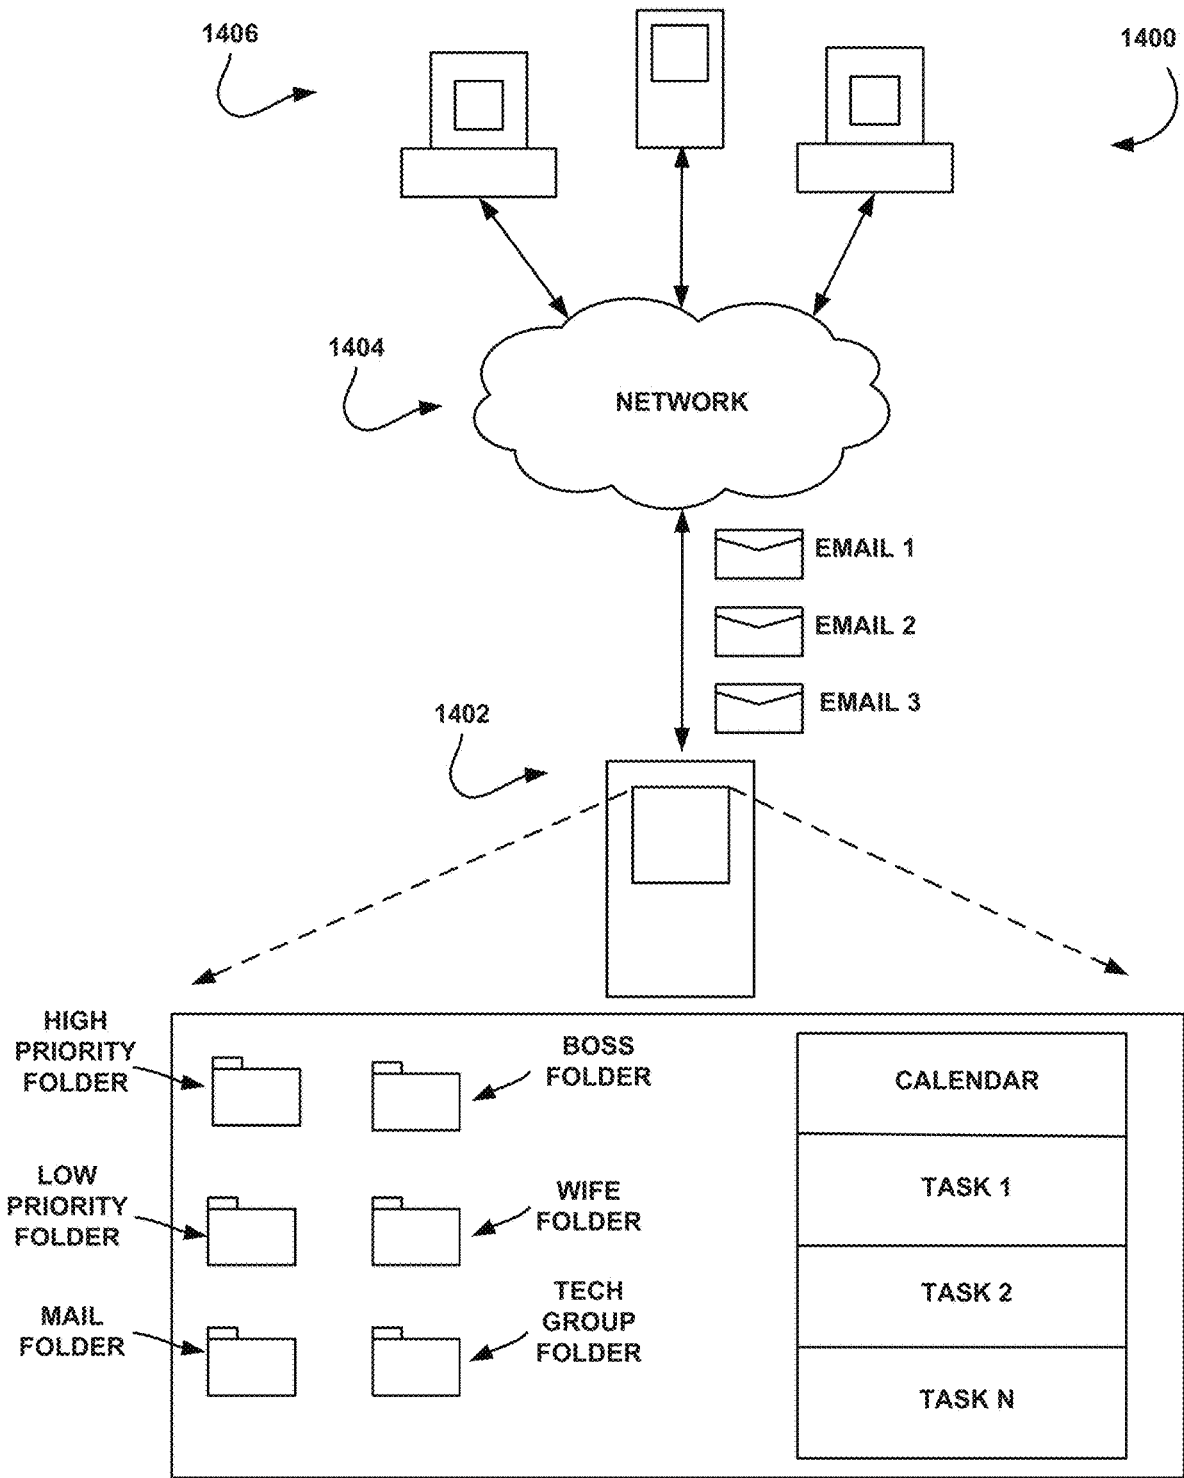 1406
1400
1404
NETWORK
EMAIL 1
EMAIL 2
EMAIL 3
1402
HIGH
PRIORITY
FOLDER
BOSS
FOLDER
CALENDAR
LOW
PRIORITY
FOLDER
WIFE
FOLDER
TASK 1
MAIL
FOLDER
TECH
GROUP
FOLDER
TASK 2
TASK N